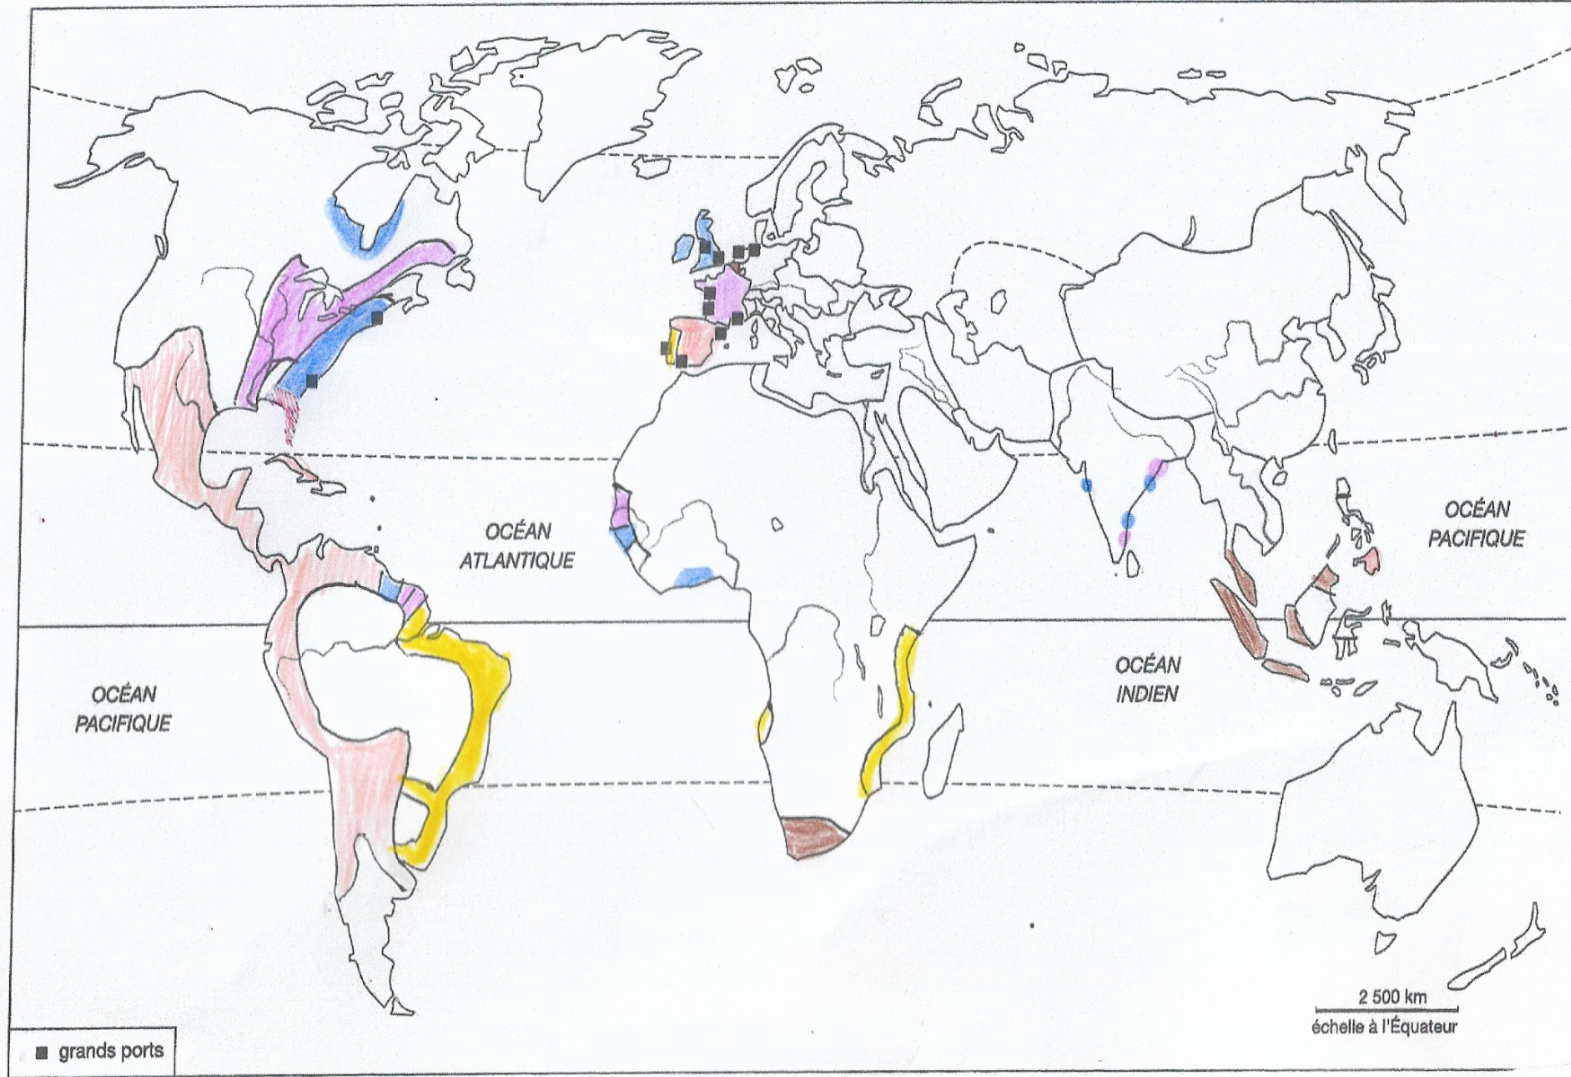 OCÉAN
ATLANTIQUE
OCÉAN
PACIFIQUE
OCÉAN
PACIFIQUE
OCÉAN
INDIEN
2 500 km
échelle à l'Équateur
■ grands ports